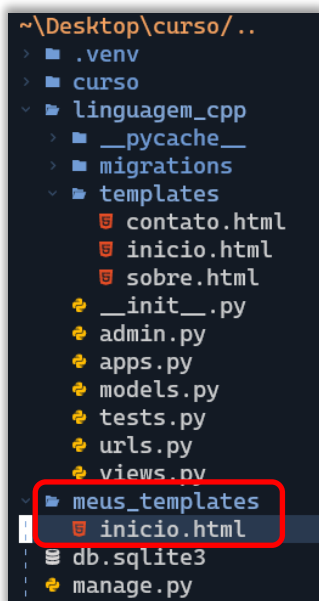 ~\Desktop\curso/..
.venv
curso
linguagem_cpp
__pycache__
migrations
templates
contato.html
inicio.html
sobre.html
__init__.py
admin.py
apps.py
models.py
tests.py
urls.py
views.py
meus_templates
inicio.html
db.sqlite3
manage.py